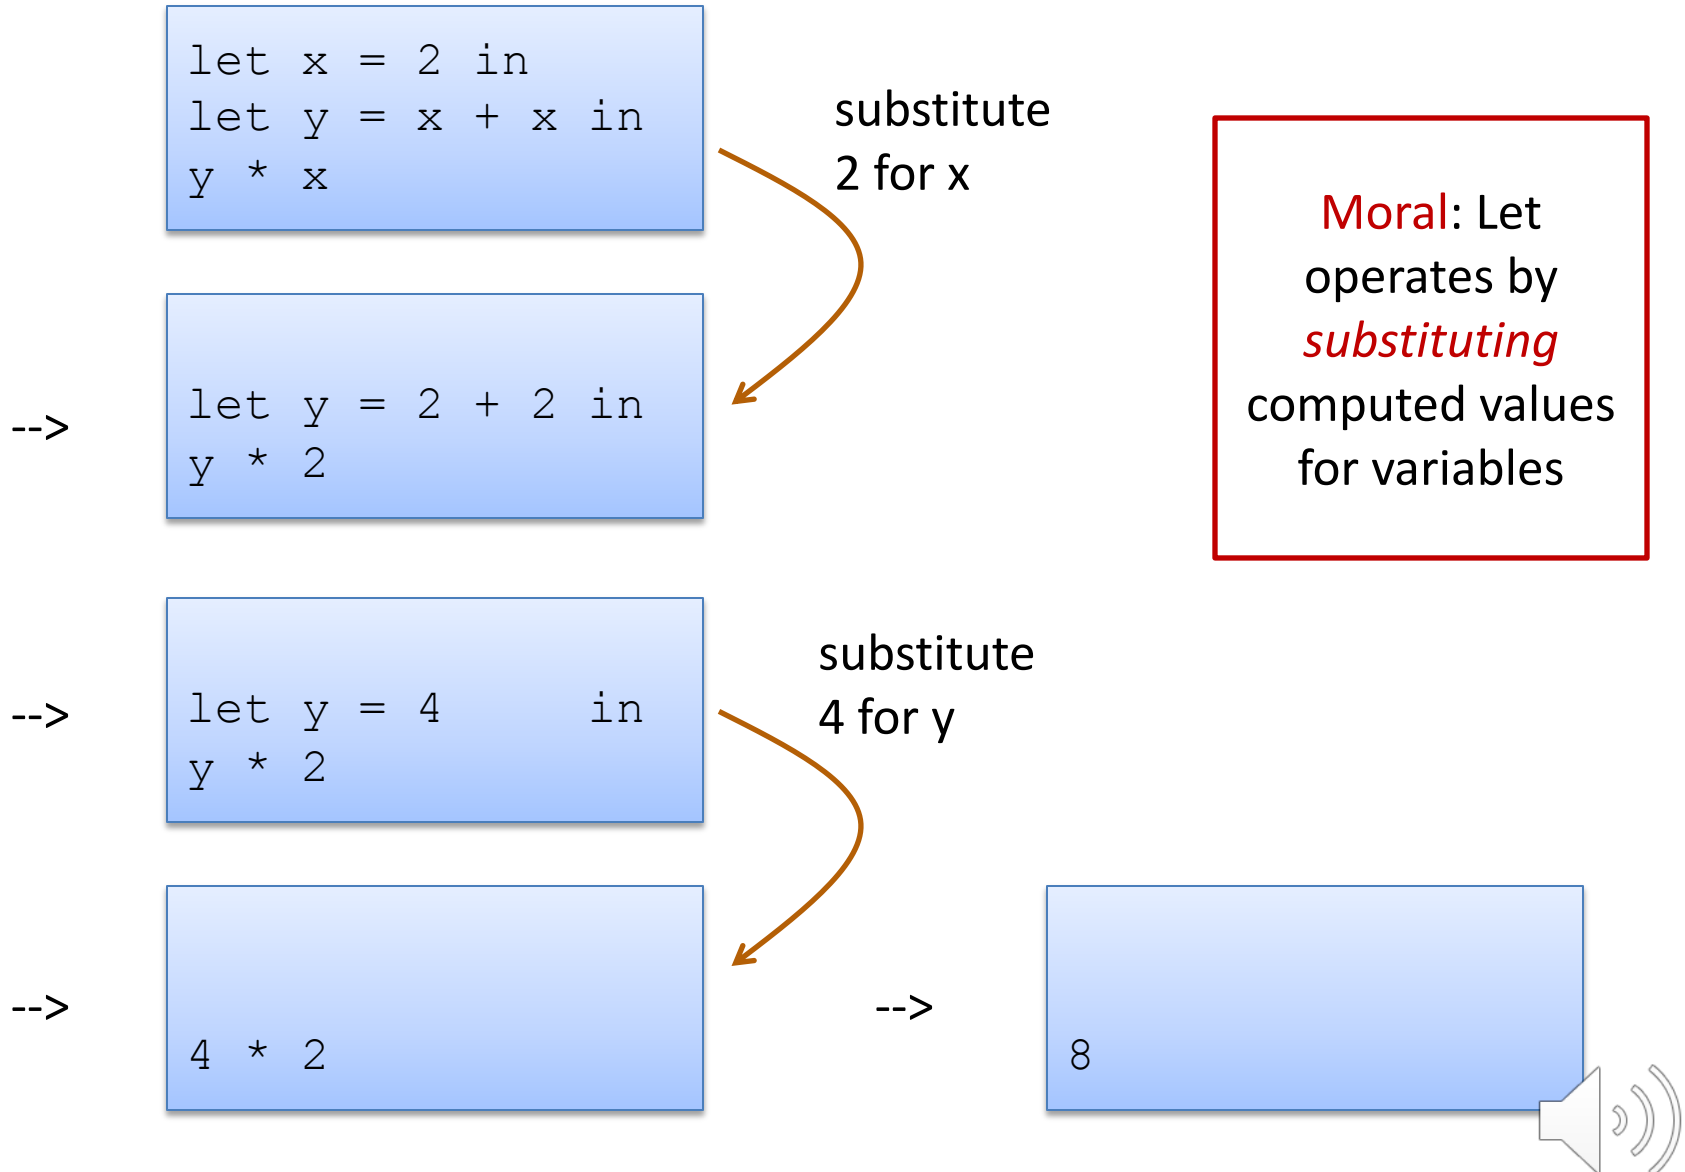 let x = 2 in
let y = x + x in
y * x
substitute
2 for x
Moral: Let
operates by
substituting
computed values
for variables
-->
let y = 2 + 2 in
y * 2
-->
let y = 4     in
y * 2
substitute
4 for y
-->
4 * 2
-->
8